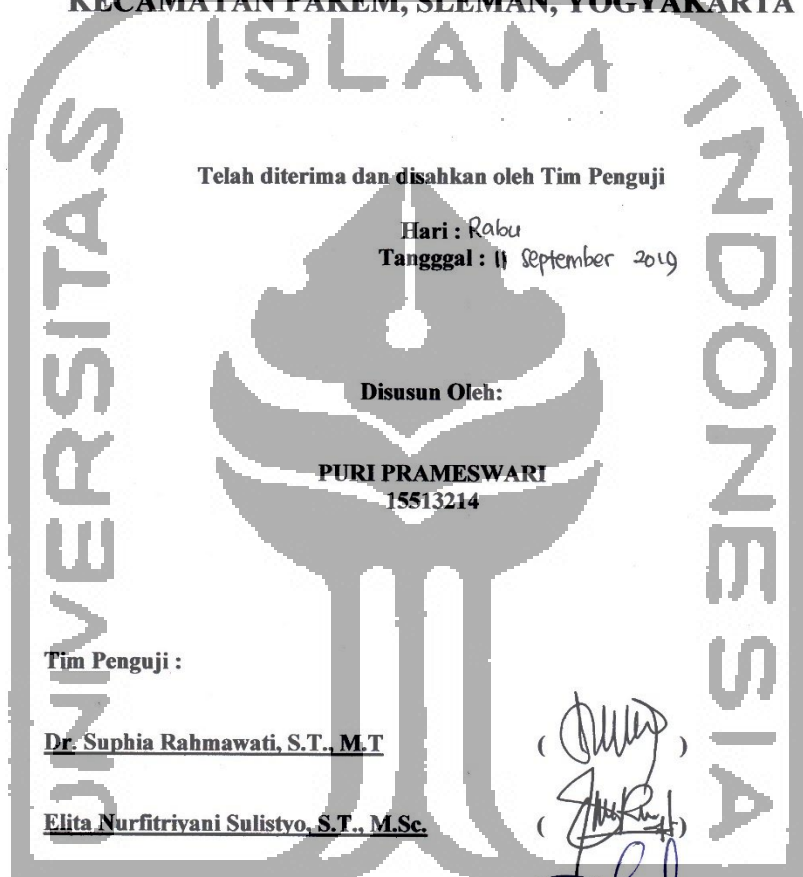 KECAMATAN PAKEM, SLEMAN, YOGYAKARTA
UNIVERSITAS ISLAM INDONESIA
Telah diterima dan disahkan oleh Tim Penguji
Hari : Rabu
Tangggal : 11 September 2019
Disusun Oleh:
PURI PRAMESWARI
15513214
Tim Penguji :
Dr. Suphia Rahmawati, S.T., M.T ( )
Elita Nurfitriyani Sulistyo, S.T., M.Sc. ( )